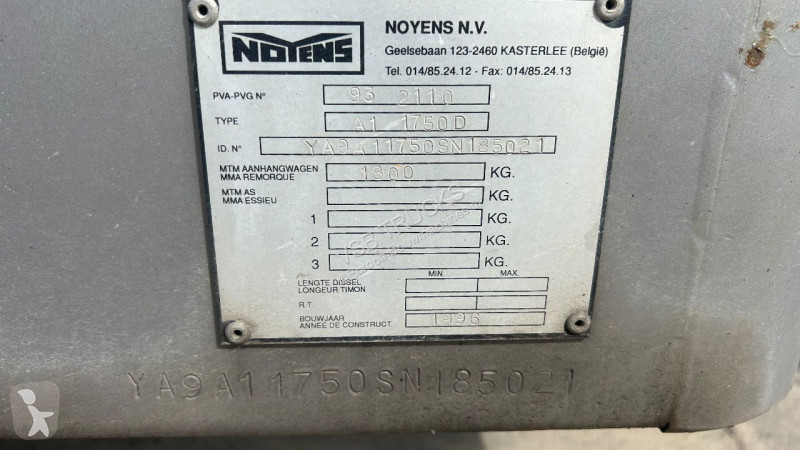 NOYENS
NOYENS N.V.
Geelsebaan 123-2460 KASTERLEE (België)
Tel. 014/85.24.12 - Fax: 014/85.24.13
PVA-PVG N° 93 2110
TYPE A1 1750D
ID. N° YA9A11750SN185021
MTM AANHANGWAGEN
MMA REMORQUE 1800 KG.
MTM AS
MMA ESSIEU KG.
1 KG.
2 KG.
3 KG.
MIN. MAX.
LENGTE DISSEL
LONGEUR TIMON
R.T
BOUWJAAR
ANNEE DE CONSTRUCT. 1996
VSB TRUCKS
YA9A11750SN185021